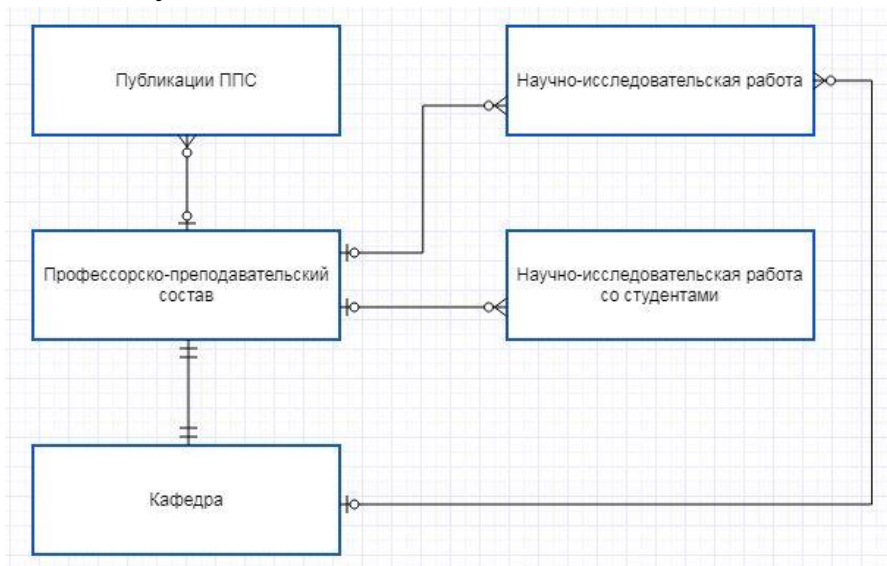 Публикации ППС
Научно-исследовательская работа
Профессорско-преподавательский
состав
Научно-исследовательская работа
со студентами
Кафедра